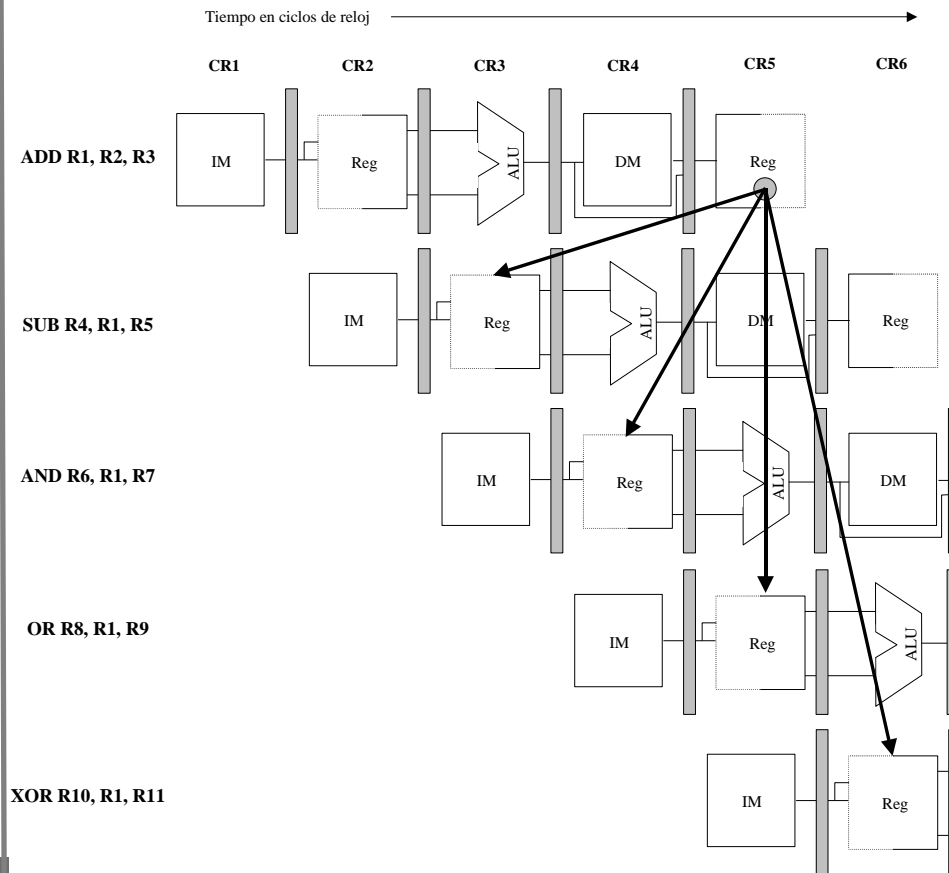 Tiempo en ciclos de reloj
CR1 CR2 CR3 CR4 CR5 CR6
ADD R1, R2, R3 IM Reg ALU DM Reg
SUB R4, R1, R5 IM Reg ALU DM Reg
AND R6, R1, R7 IM Reg ALU DM
OR R8, R1, R9 IM Reg ALU
XOR R10, R1, R11 IM Reg